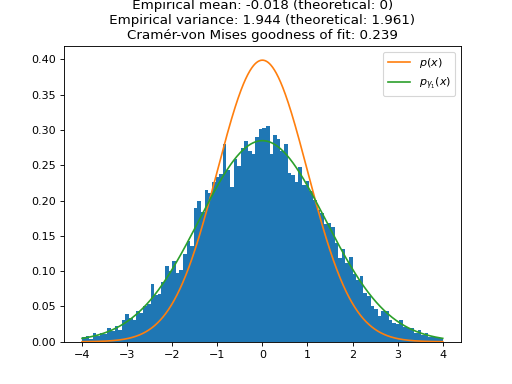 Empirical mean: -0.018 (theoretical: 0)
Empirical variance: 1.944 (theoretical: 1.961)
Cramér-von Mises goodness of fit: 0.239
0.40
0.35
0.30
0.25
0.20
0.15
0.10
0.05
0.00
−4 −3 −2 −1 0 1 2 3 4
p(x)
pγ₁(x)